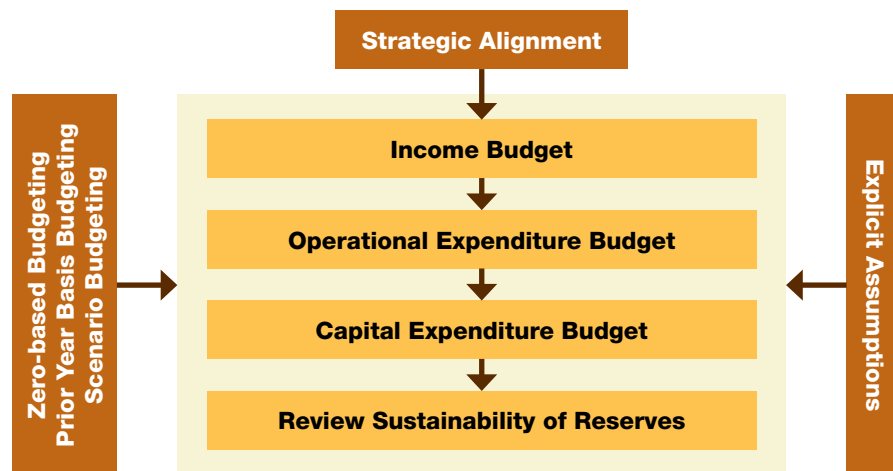 Strategic Alignment
Zero-based Budgeting
Prior Year Basis Budgeting
Scenario Budgeting
Income Budget
Operational Expenditure Budget
Capital Expenditure Budget
Review Sustainability of Reserves
Explicit Assumptions